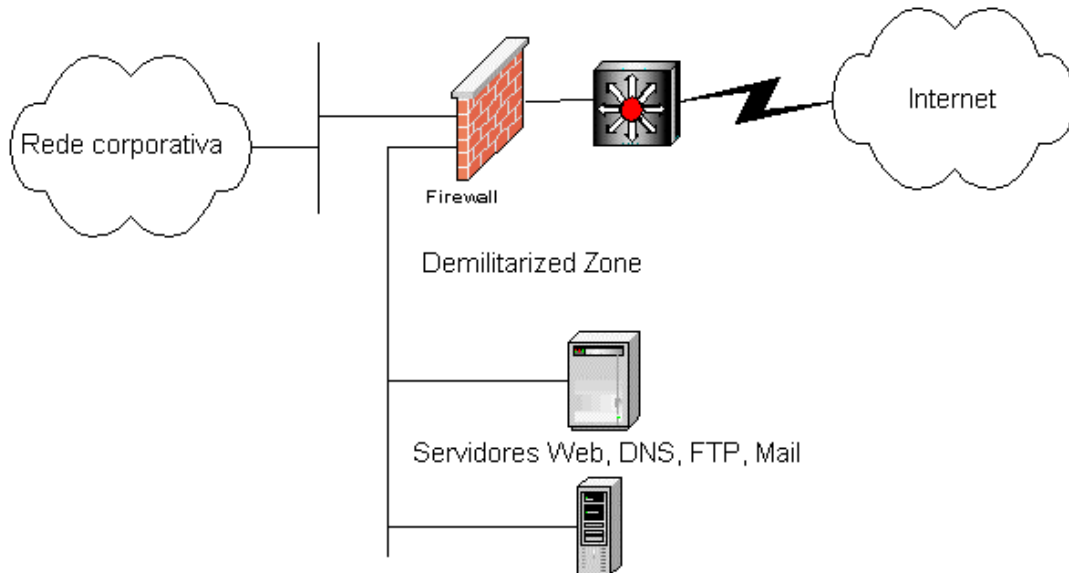 Internet
Rede corporativa
Firewall
Demilitarized Zone
Servidores Web, DNS, FTP, Mail